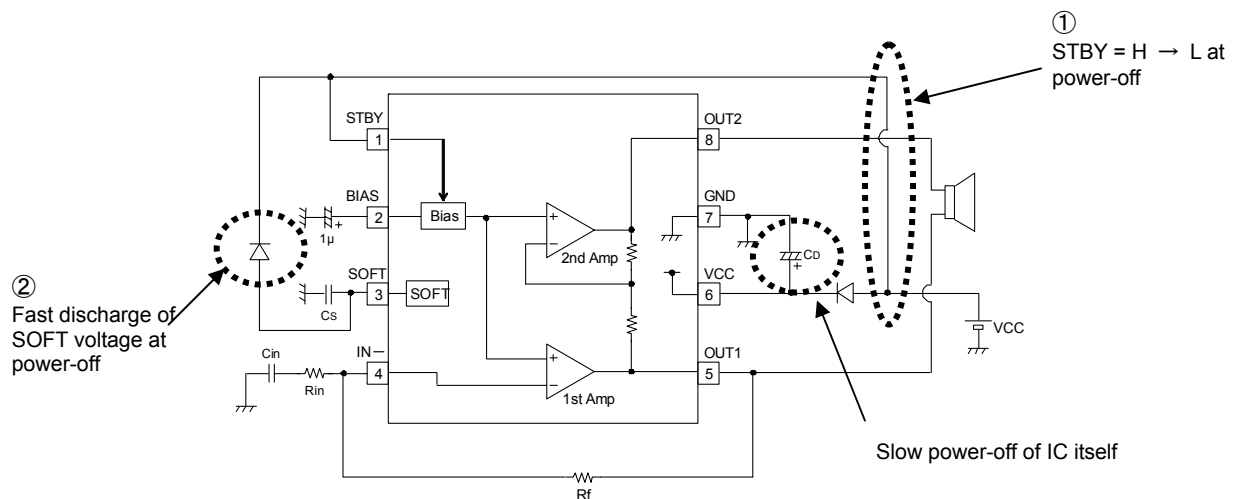 ①
STBY = H → L at
power-off
STBY
1
OUT2
8
BIAS
2
Bias
1μ
+
GND
7
+
−
2nd Amp
CD
+
②
Fast discharge of
SOFT voltage at
power-off
SOFT
3
SOFT
Cs
VCC
6
VCC
Cin
Rin
IN−
4
+
−
1st Amp
OUT1
5
Slow power-off of IC itself
Rf